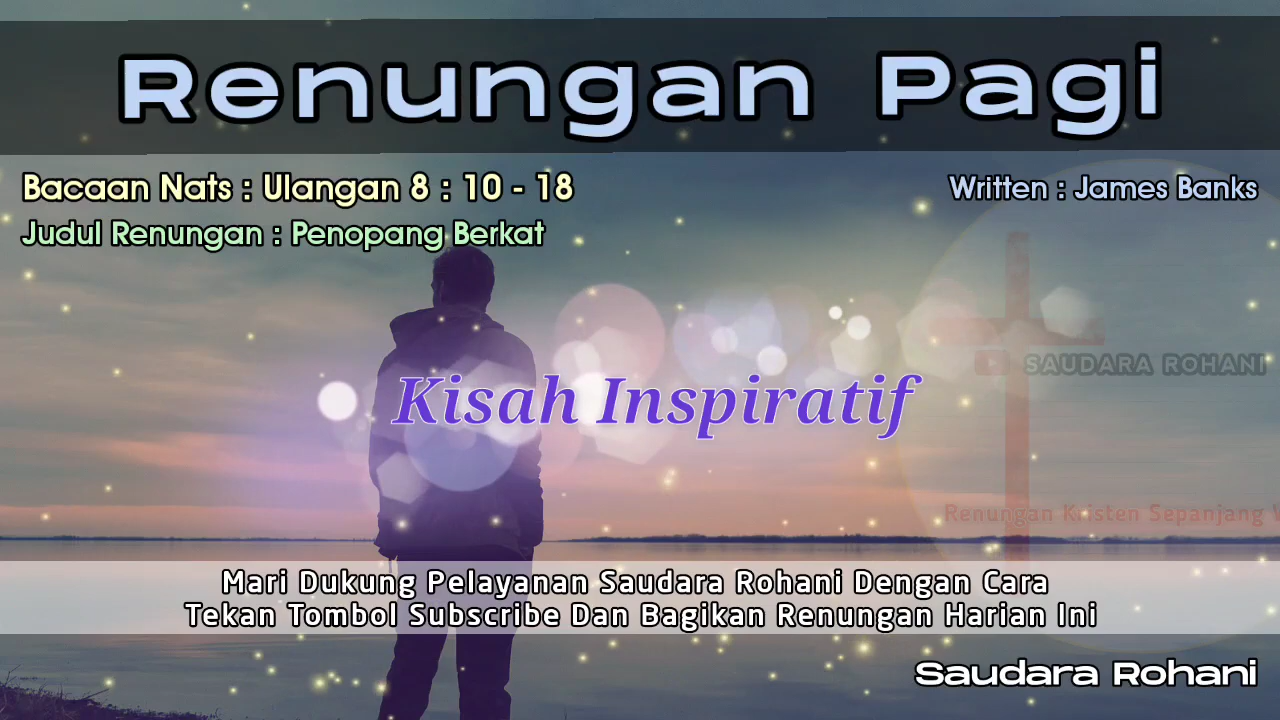 Renungan Pagi
Bacaan Nats : Ulangan 8 : 10 - 18
Written : James Banks
Judul Renungan : Penopang Berkat
SAUDARA ROHANI
Kisah Inspiratif
Renungan Kristen Sepanjang
Mari Dukung Pelayanan Saudara Rohani Dengan Cara
Tekan Tombol Subscribe Dan Bagikan Renungan Harian Ini
Saudara Rohani